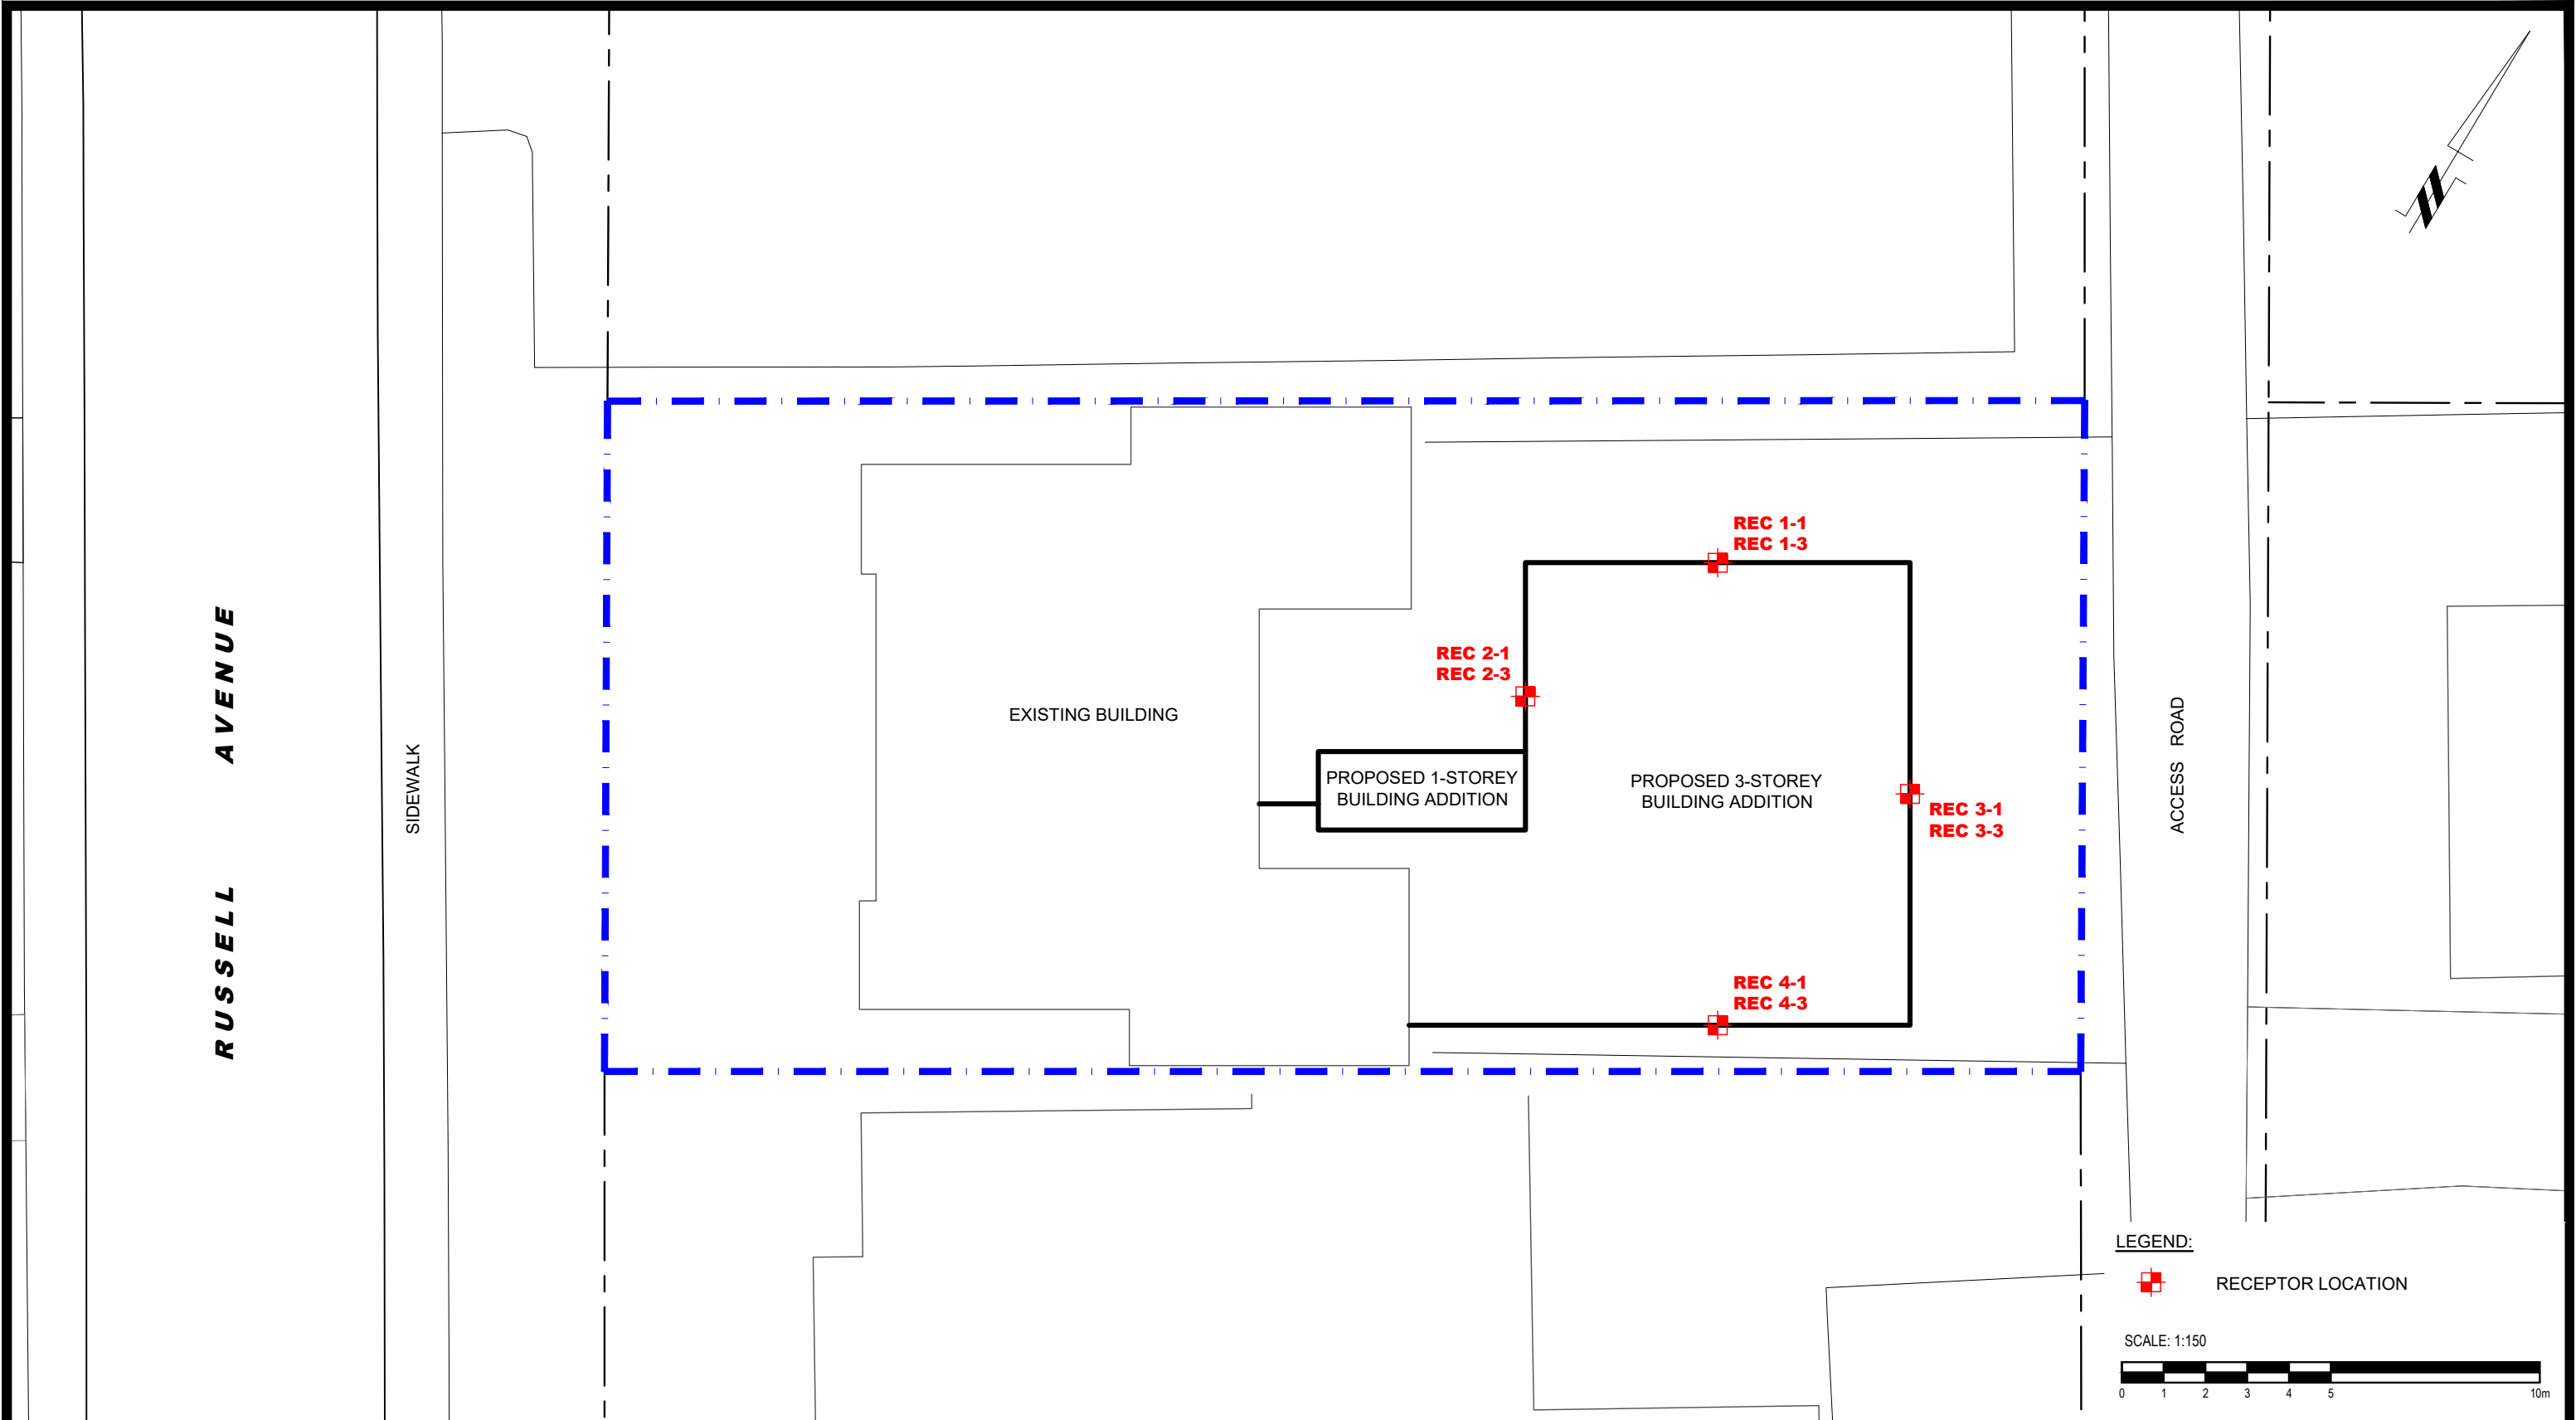 REC 1-1
REC 1-3
REC 2-1
REC 2-3
EXISTING BUILDING
PROPOSED 1-STOREY
BUILDING ADDITION
PROPOSED 3-STOREY
BUILDING ADDITION
REC 3-1
REC 3-3
REC 4-1
REC 4-3
RUSSELL AVENUE
SIDEWALK
ACCESS ROAD
N
LEGEND:
RECEPTOR LOCATION
SCALE: 1:150
0 1 2 3 4 5 10m